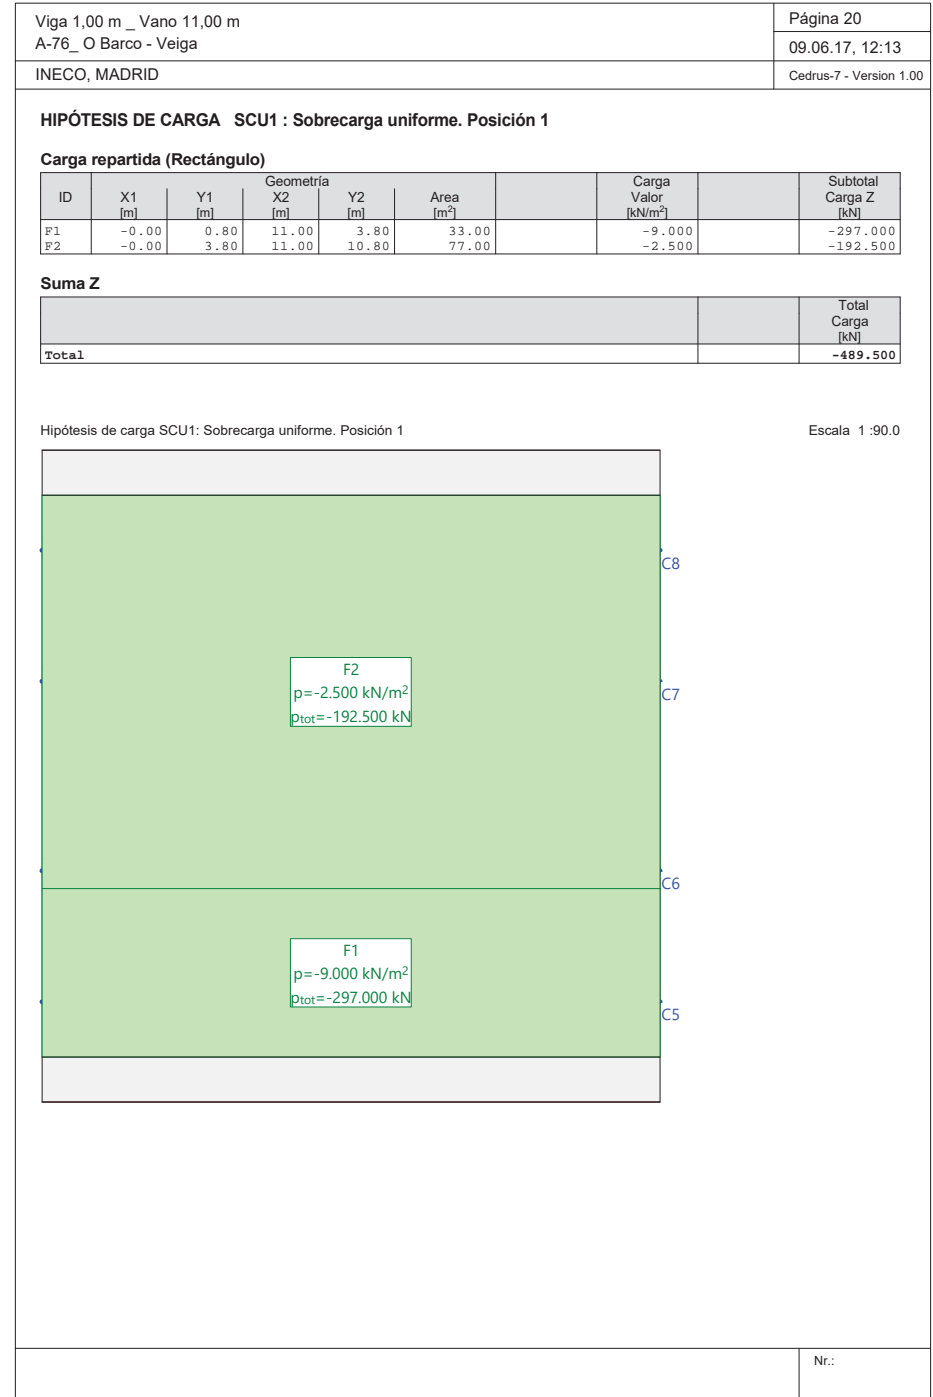 Viga 1,00 m _ Vano 11,00 m
A-76_ O Barco - Veiga
Página 20
09.06.17, 12:13
INECO, MADRID
Cedrus-7 - Version 1.00
HIPÓTESIS DE CARGA SCU1 : Sobrecarga uniforme. Posición 1
Carga repartida (Rectángulo)
Geometría Carga Subtotal
ID X1 Y1 X2 Y2 Area Valor Carga Z
[m] [m] [m] [m] [m²] [kN/m²] [kN]
F1 -0.00 0.80 11.00 3.80 33.00 -9.000 -297.000
F2 -0.00 3.80 11.00 10.80 77.00 -2.500 -192.500
Suma Z
Total
Carga
[kN]
Total -489.500
Hipótesis de carga SCU1: Sobrecarga uniforme. Posición 1 Escala 1 :90.0
C8
F2
p=-2.500 kN/m²
ptot=-192.500 kN
C7
C6
F1
p=-9.000 kN/m²
ptot=-297.000 kN
C5
Nr.: